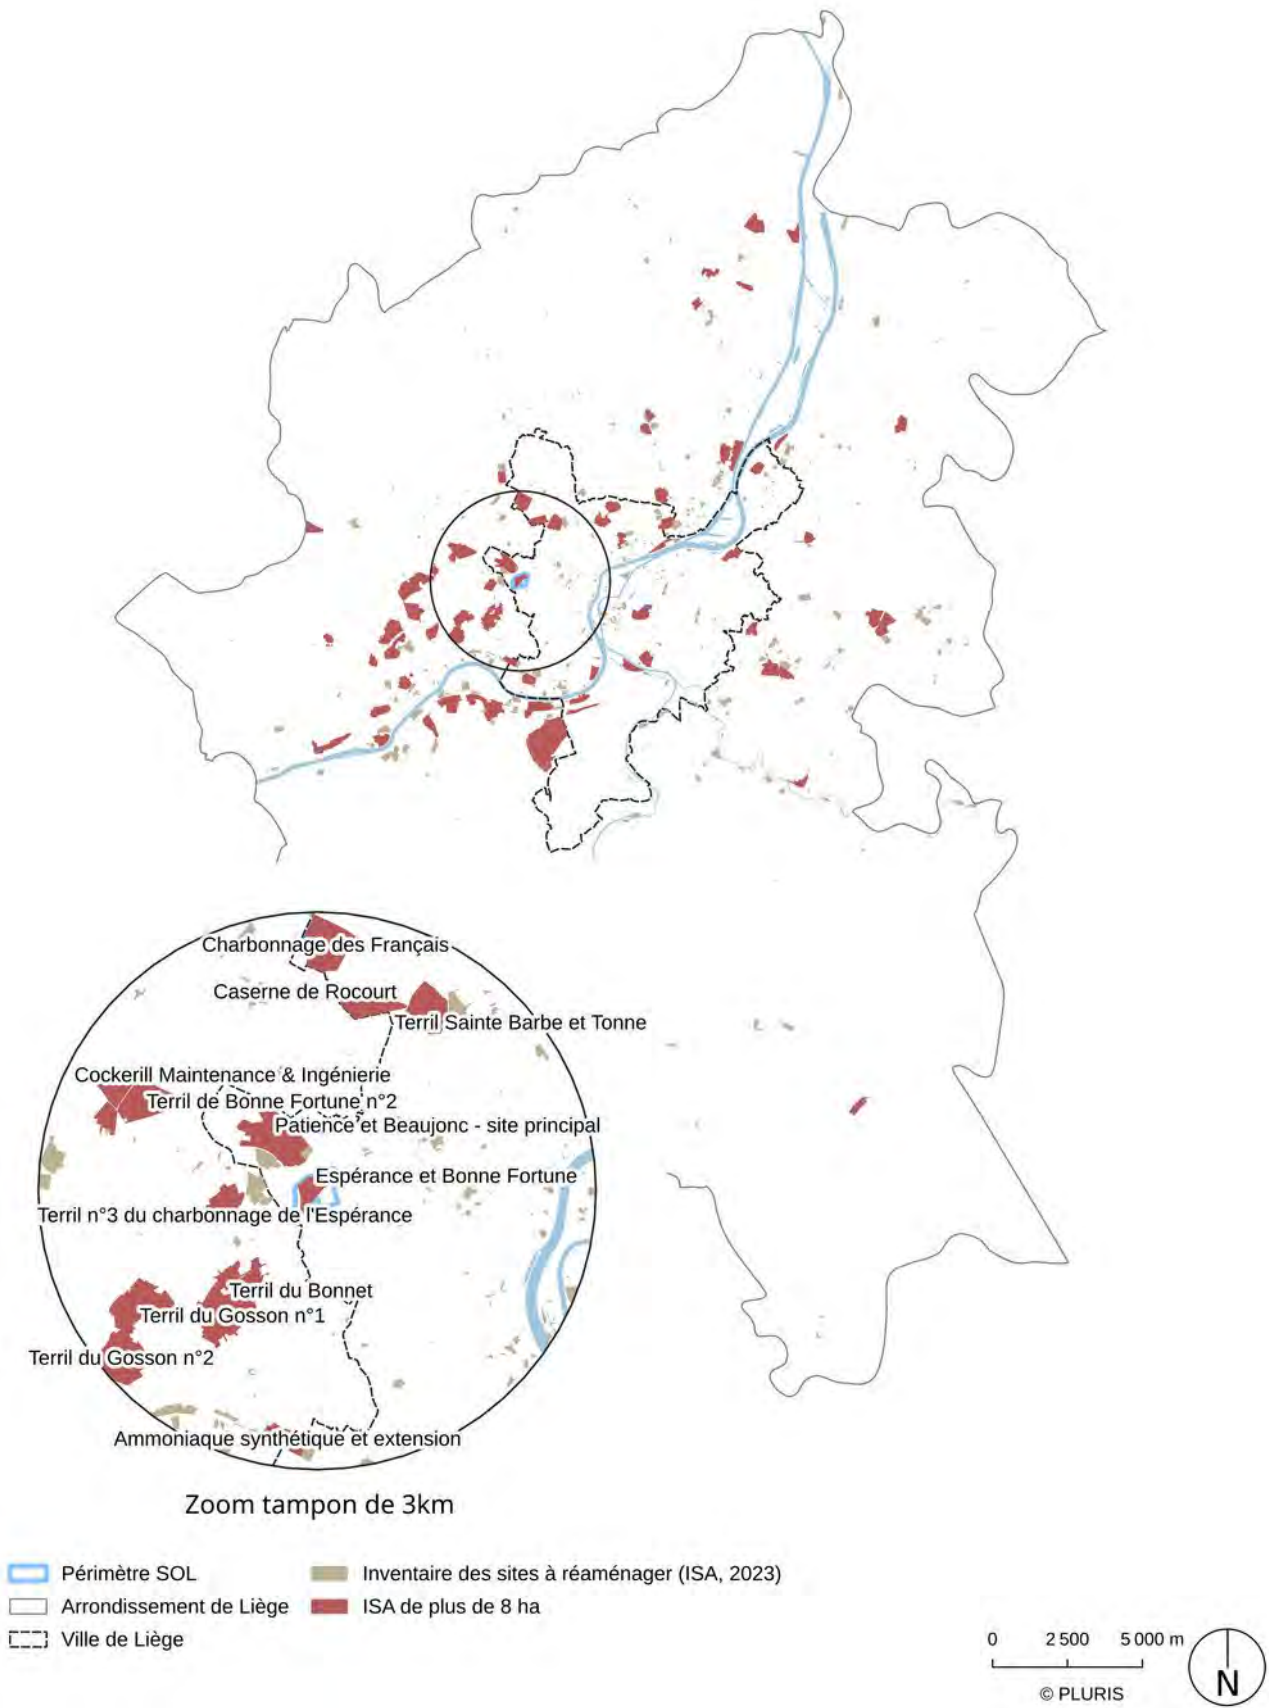 Charbonnage des Français
Caserne de Rocourt
Terril Sainte Barbe et Tonne
Cockerill Maintenance & Ingénierie
Terril de Bonne Fortune n°2
Patience et Beaujonc - site principal
Espérance et Bonne Fortune
Terril n°3 du charbonnage de l'Espérance
Terril du Bonnet
Terril du Gosson n°1
Terril du Gosson n°2
Ammoniaque synthétique et extension
Zoom tampon de 3km
Périmètre SOL
Arrondissement de Liège
Ville de Liège
Inventaire des sites à réaménager (ISA, 2023)
ISA de plus de 8 ha
0 2 500 5 000 m
© PLURIS
N